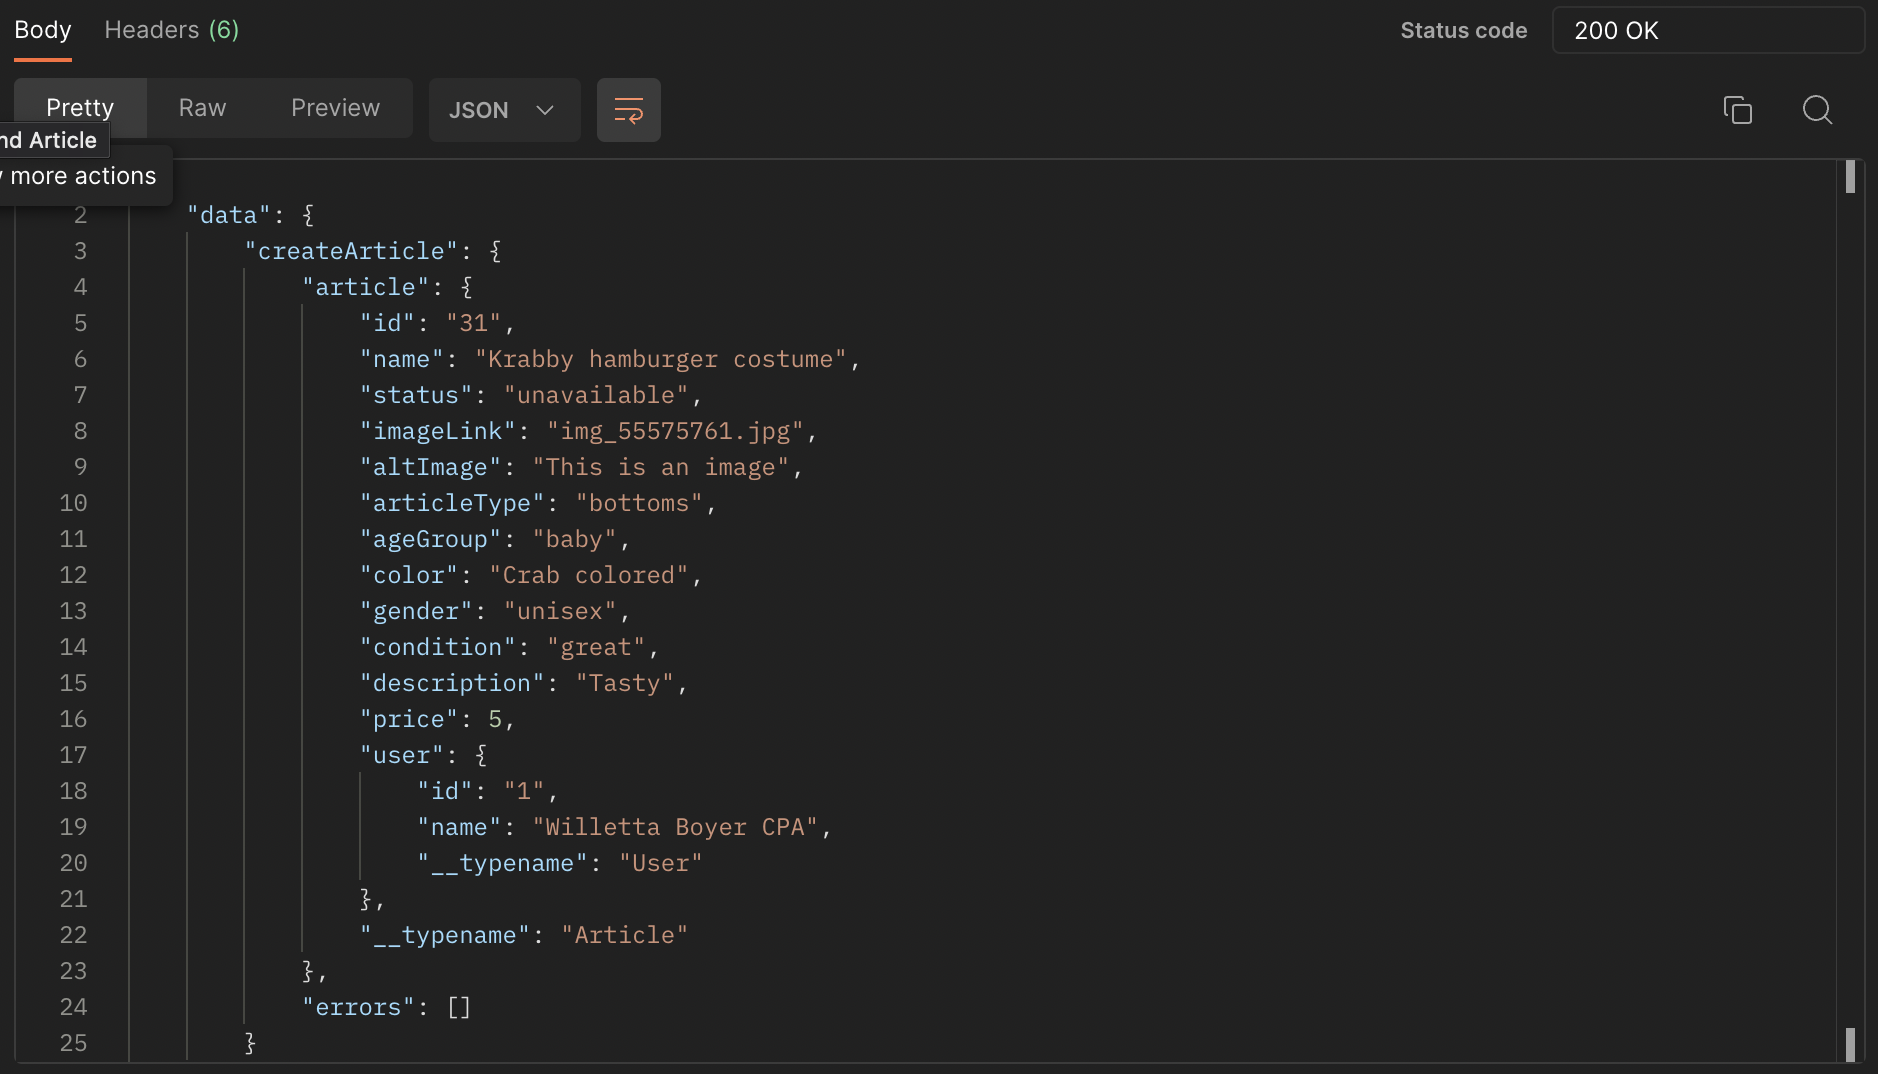 Body Headers (6) Status code 200 OK
Pretty Raw Preview JSON
nd Article
more actions
2 "data": {
3 "createArticle": {
4 "article": {
5 "id": "31",
6 "name": "Krabby hamburger costume",
7 "status": "unavailable",
8 "imageLink": "img_55575761.jpg",
9 "altImage": "This is an image",
10 "articleType": "bottoms",
11 "ageGroup": "baby",
12 "color": "Crab colored",
13 "gender": "unisex",
14 "condition": "great",
15 "description": "Tasty",
16 "price": 5,
17 "user": {
18 "id": "1",
19 "name": "Willetta Boyer CPA",
20 "__typename": "User"
21 },
22 "__typename": "Article"
23 },
24 "errors": []
25 }